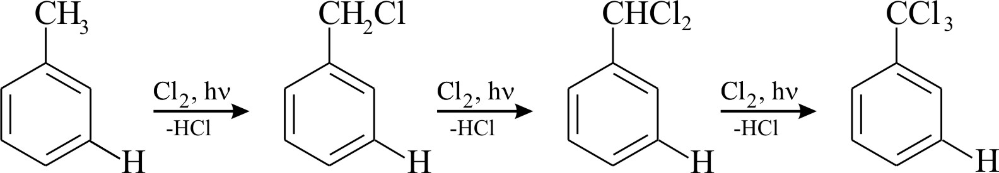 CH₃ CH₂Cl CHCl₂ CCl₃
Cl₂, hν Cl₂, hν Cl₂, hν
-HCl -HCl -HCl
H H H H